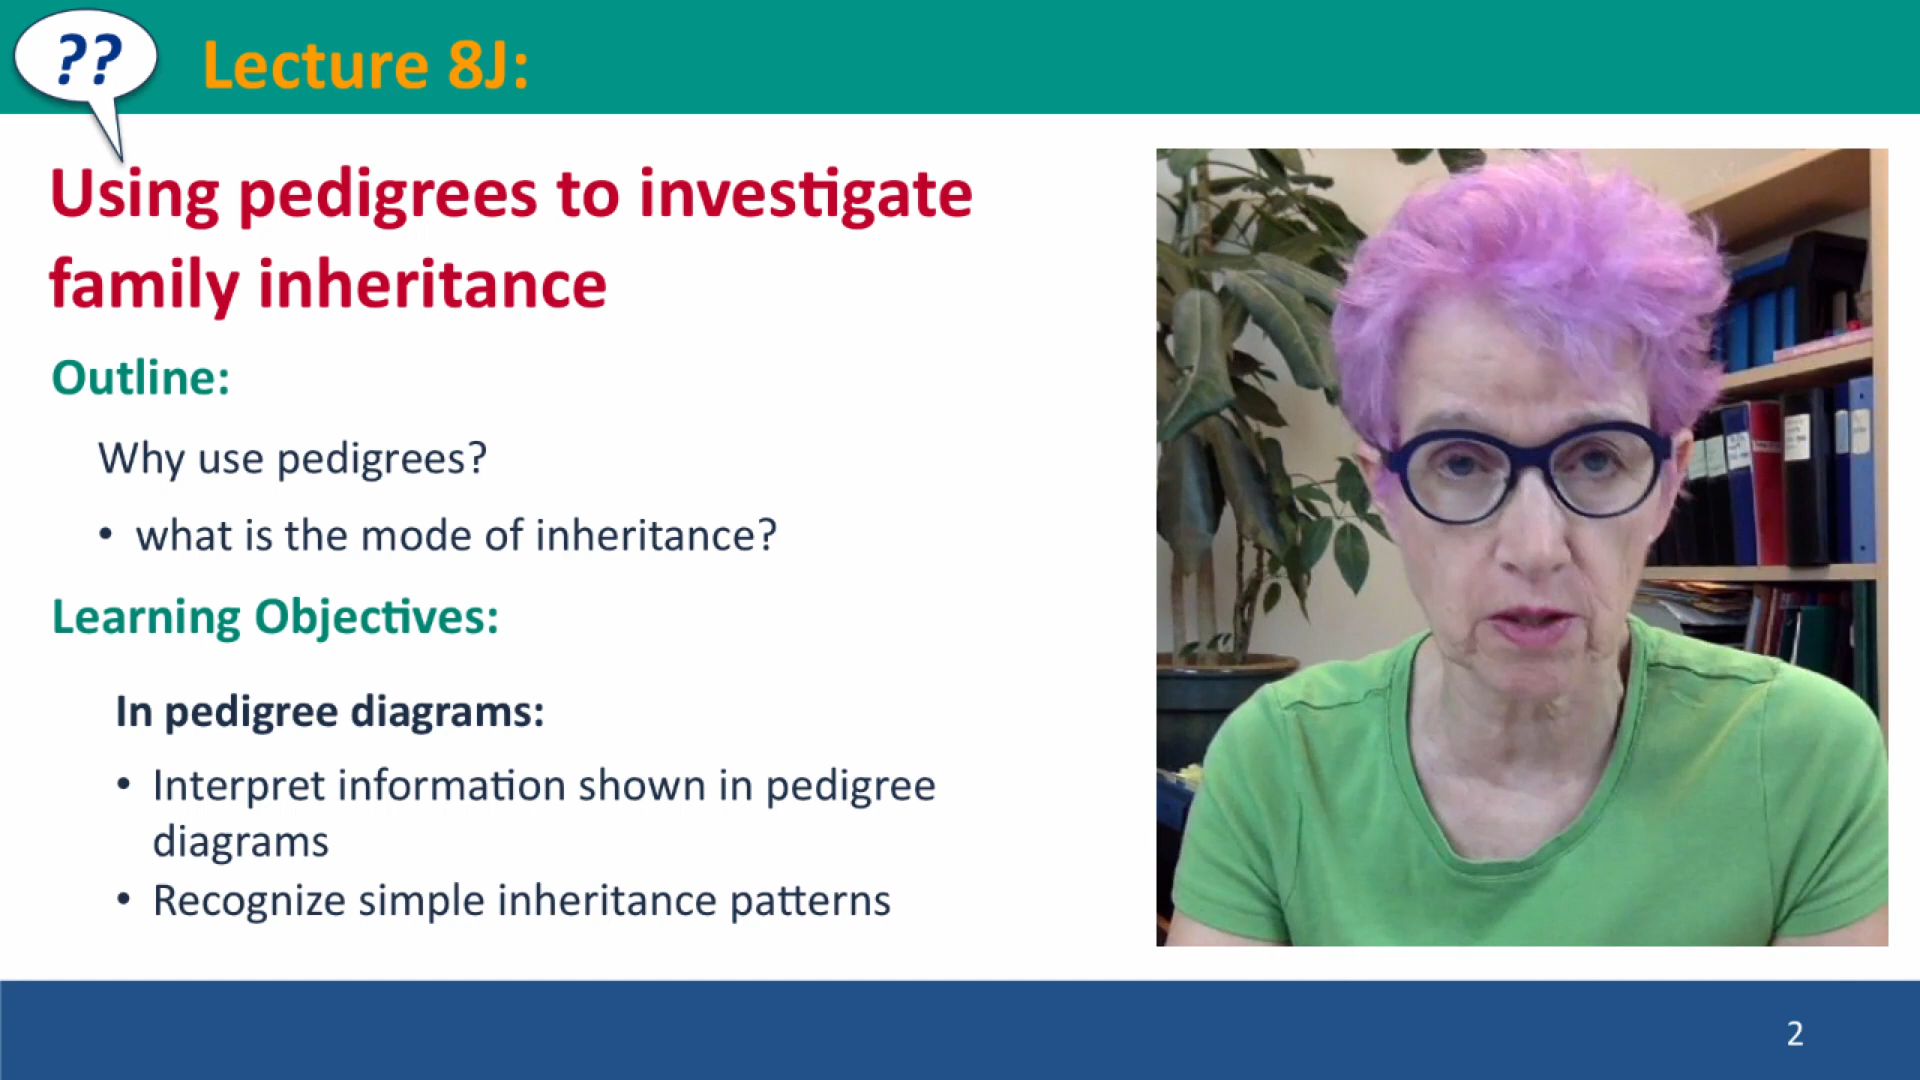 ??
Lecture 8J:
Using pedigrees to investigate
family inheritance
Outline:
Why use pedigrees?
• what is the mode of inheritance?
Learning Objectives:
In pedigree diagrams:
• Interpret information shown in pedigree
diagrams
• Recognize simple inheritance patterns
2